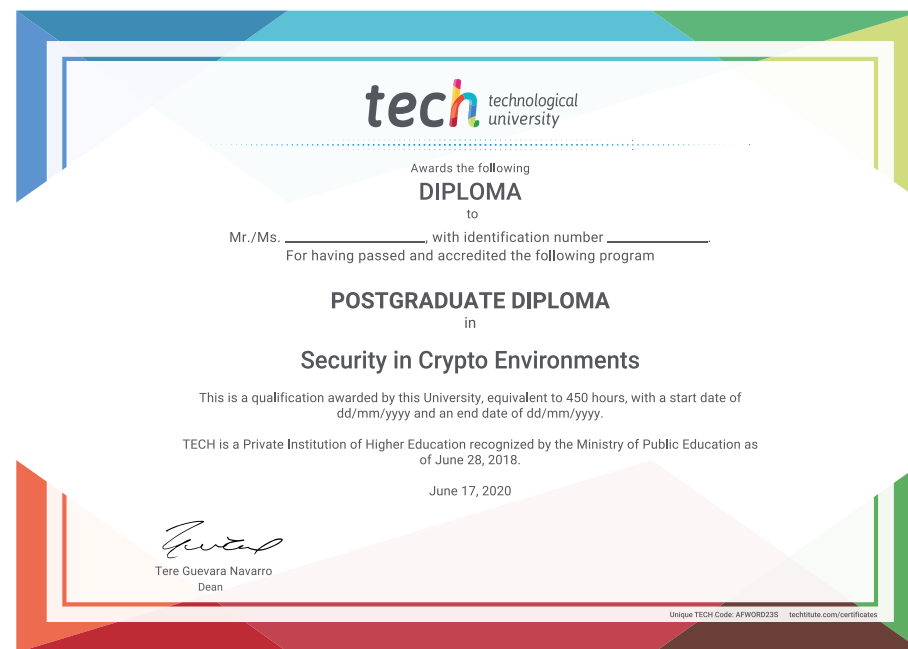 tech technological
university
Awards the following
DIPLOMA
to
Mr./Ms. ____________________, with identification number ______________.
For having passed and accredited the following program
POSTGRADUATE DIPLOMA
in
Security in Crypto Environments
This is a qualification awarded by this University, equivalent to 450 hours, with a start date of
dd/mm/yyyy and an end date of dd/mm/yyyy.
TECH is a Private Institution of Higher Education recognized by the Ministry of Public Education as
of June 28, 2018.
June 17, 2020
Tere Guevara Navarro
Dean
Unique TECH Code: AFWORD23S techtitute.com/certificates